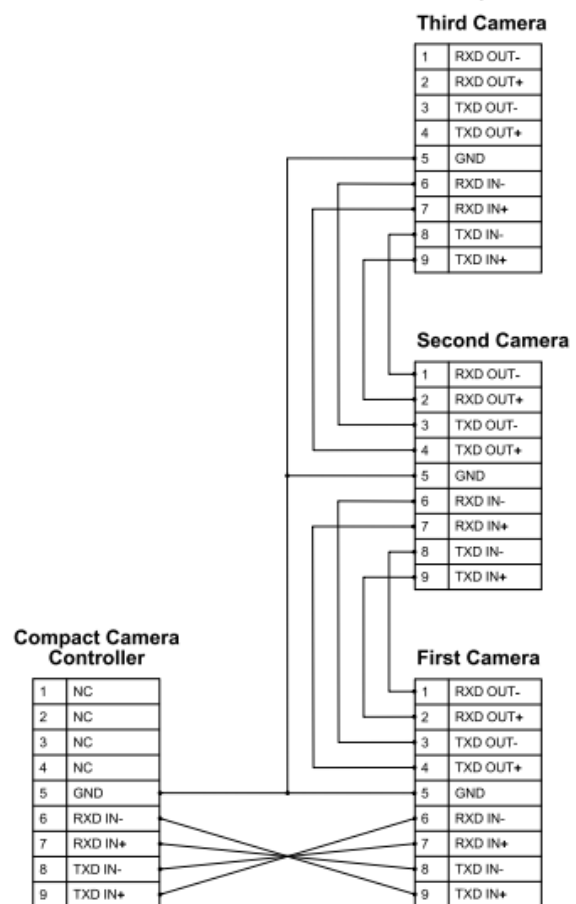 Third Camera
1 RXD OUT-
2 RXD OUT+
3 TXD OUT-
4 TXD OUT+
5 GND
6 RXD IN-
7 RXD IN+
8 TXD IN-
9 TXD IN+
Second Camera
1 RXD OUT-
2 RXD OUT+
3 TXD OUT-
4 TXD OUT+
5 GND
6 RXD IN-
7 RXD IN+
8 TXD IN-
9 TXD IN+
Compact Camera
Controller
1 NC
2 NC
3 NC
4 NC
5 GND
6 RXD IN-
7 RXD IN+
8 TXD IN-
9 TXD IN+
First Camera
1 RXD OUT-
2 RXD OUT+
3 TXD OUT-
4 TXD OUT+
5 GND
6 RXD IN-
7 RXD IN+
8 TXD IN-
9 TXD IN+